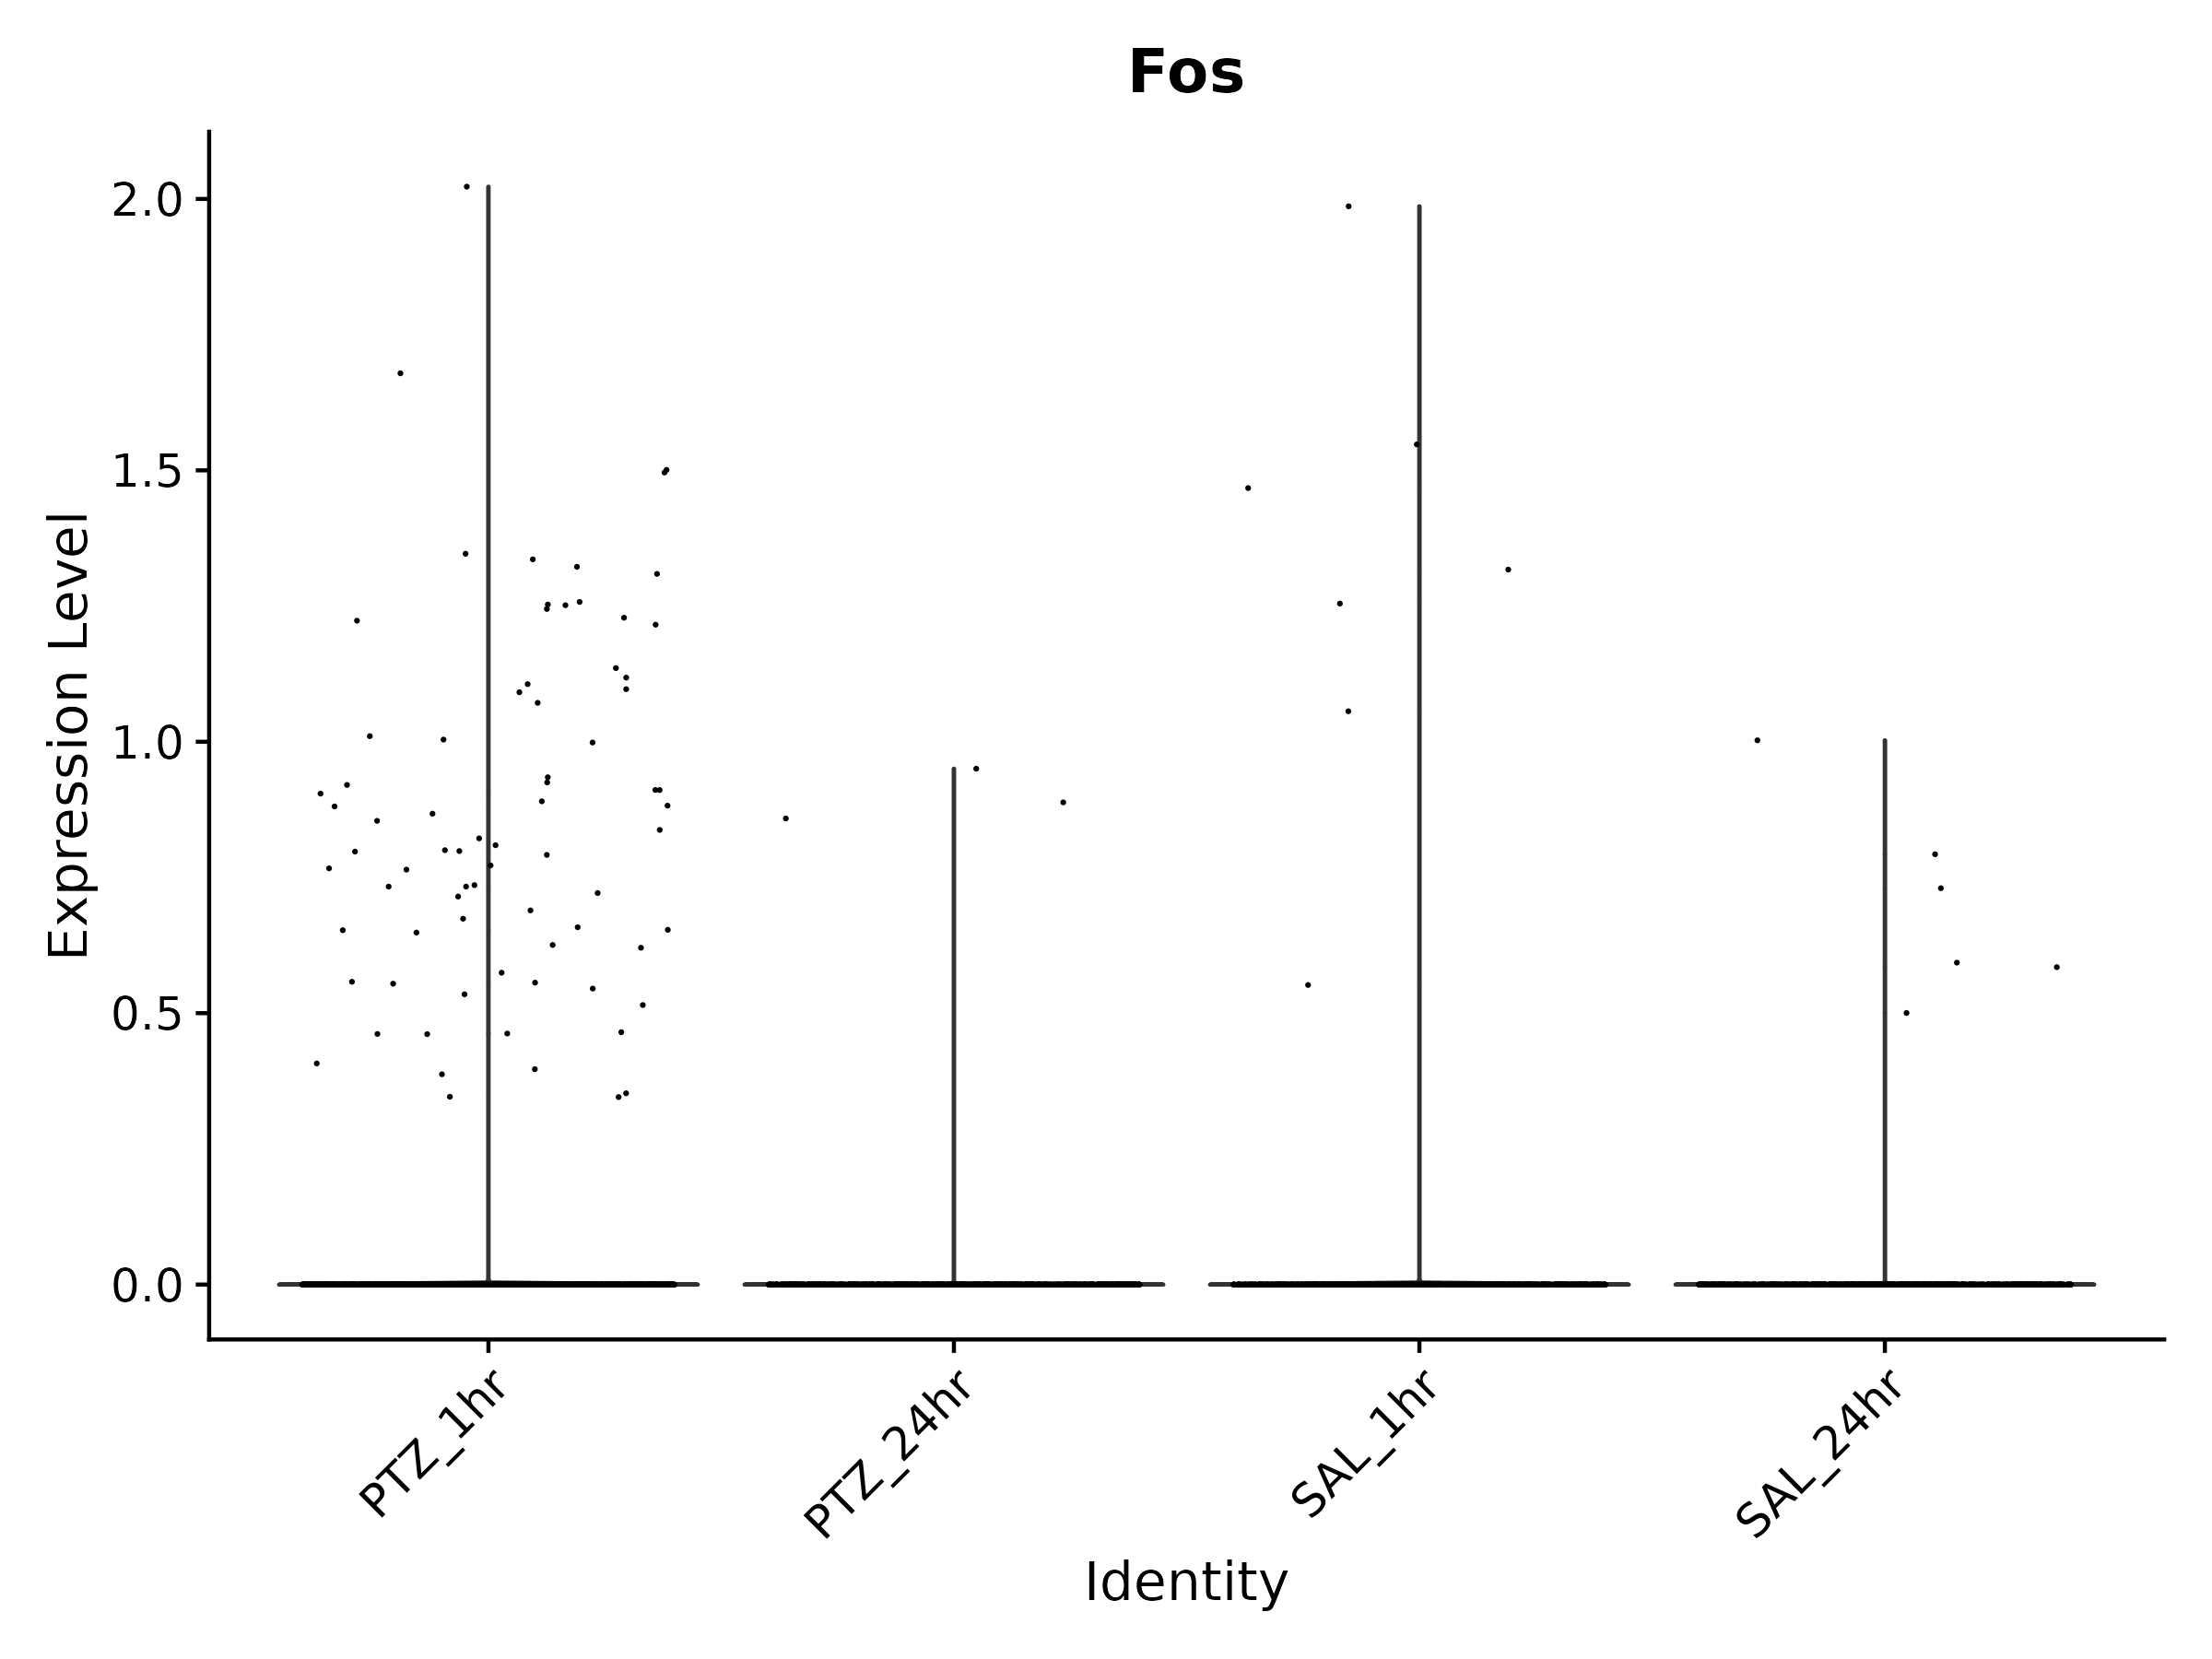 Fos
Expression Level
2.0
1.5
1.0
0.5
0.0
PTZ_1hr
PTZ_24hr
SAL_1hr
SAL_24hr
Identity